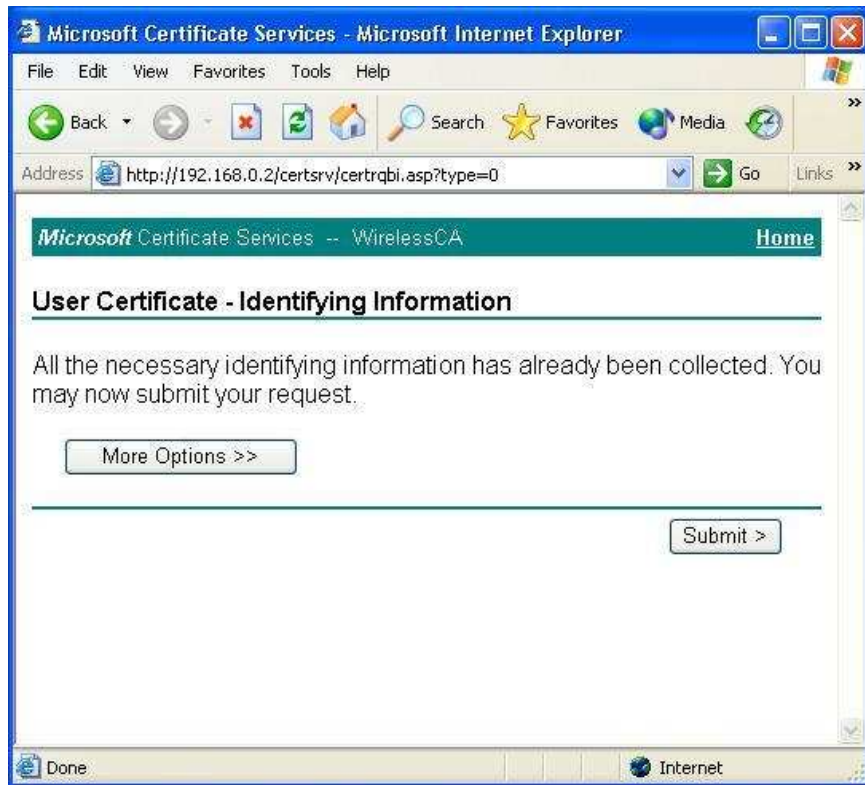 Microsoft Certificate Services - Microsoft Internet Explorer
File Edit View Favorites Tools Help
Back Search Favorites Media »
Address http://192.168.0.2/certsrv/certrqbi.asp?type=0 Go Links »
Microsoft Certificate Services -- WirelessCA Home
User Certificate - Identifying Information
All the necessary identifying information has already been collected. You
may now submit your request.
More Options >>
Submit >
Done Internet